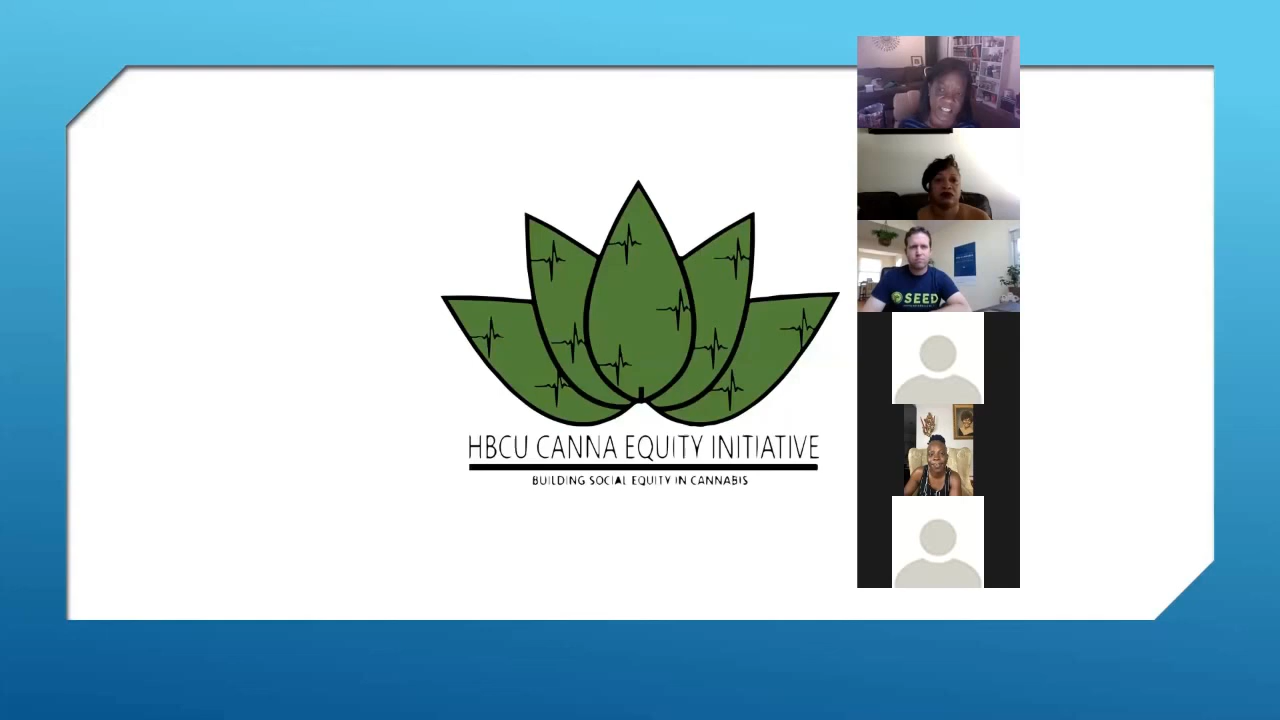 HBCU CANNA EQUITY INITIATIVE
BUILDING SOCIAL EQUITY IN CANNABIS
SEED